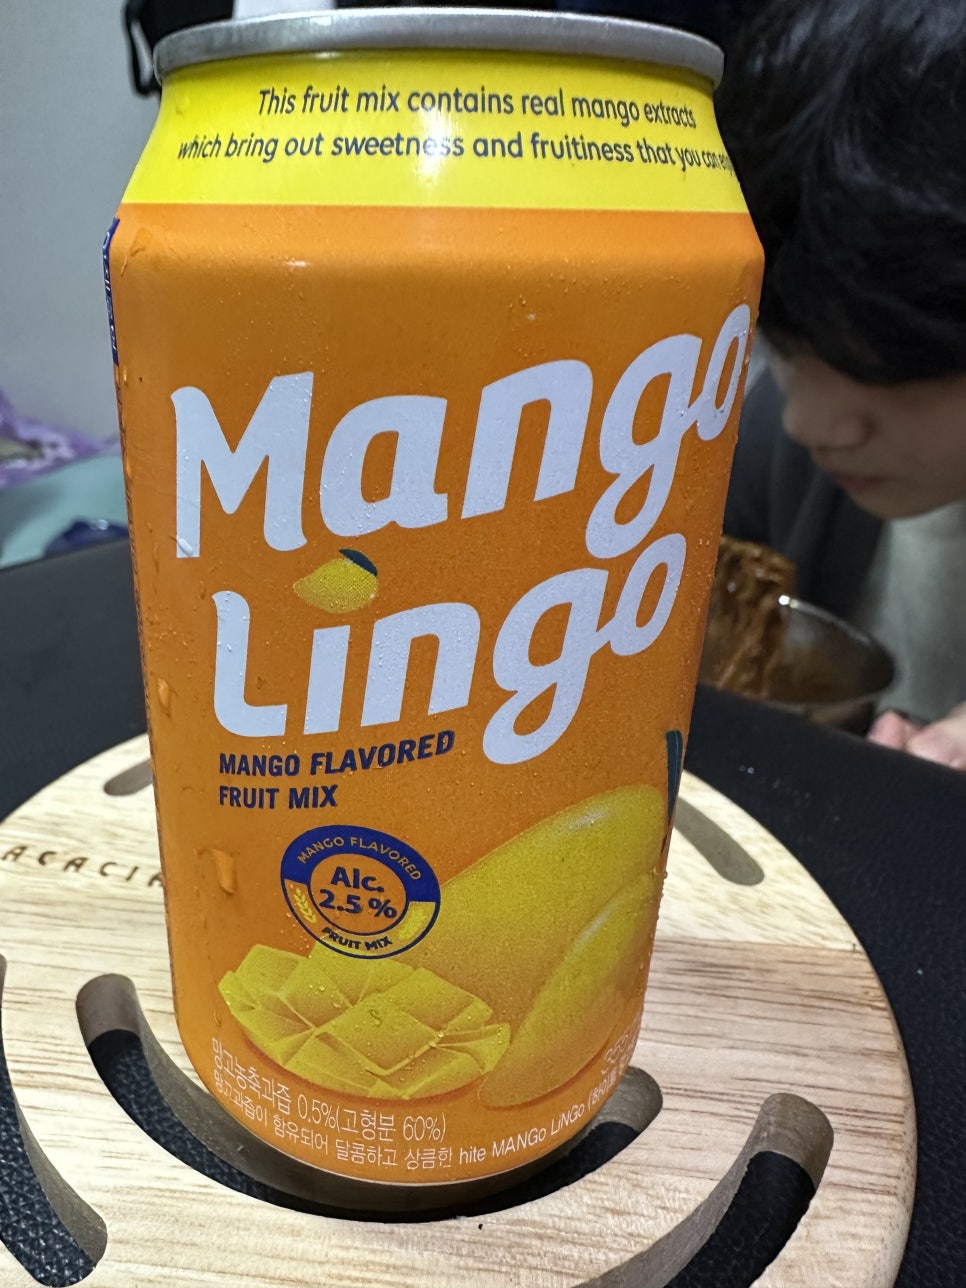 This fruit mix contains real mango extracts
which bring out sweetness and fruitiness that you can
Mango
Lingo
MANGO FLAVORED
FRUIT MIX
MANGO FLAVORED
Alc.
2.5 %
FRUIT MIX
ACACIA
망고농축과즙 0.5%(고형분 60%)
망고과즙이 함유되어 달콤하고 상큼한 hite MANGo LiNGo